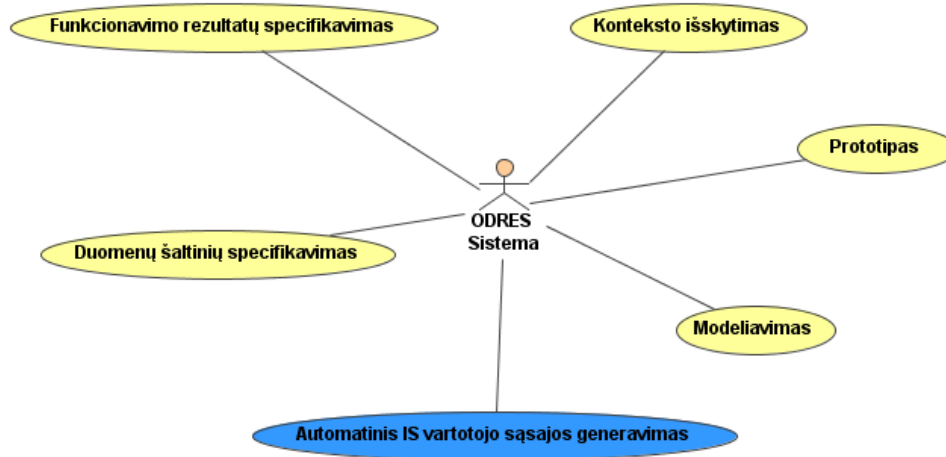 Funkcionavimo rezultatų specifikavimas
Konteksto išskytimas
Prototipas
ODRES
Sistema
Duomenų šaltinių specifikavimas
Modeliavimas
Automatinis IS vartotojo sąsajos generavimas